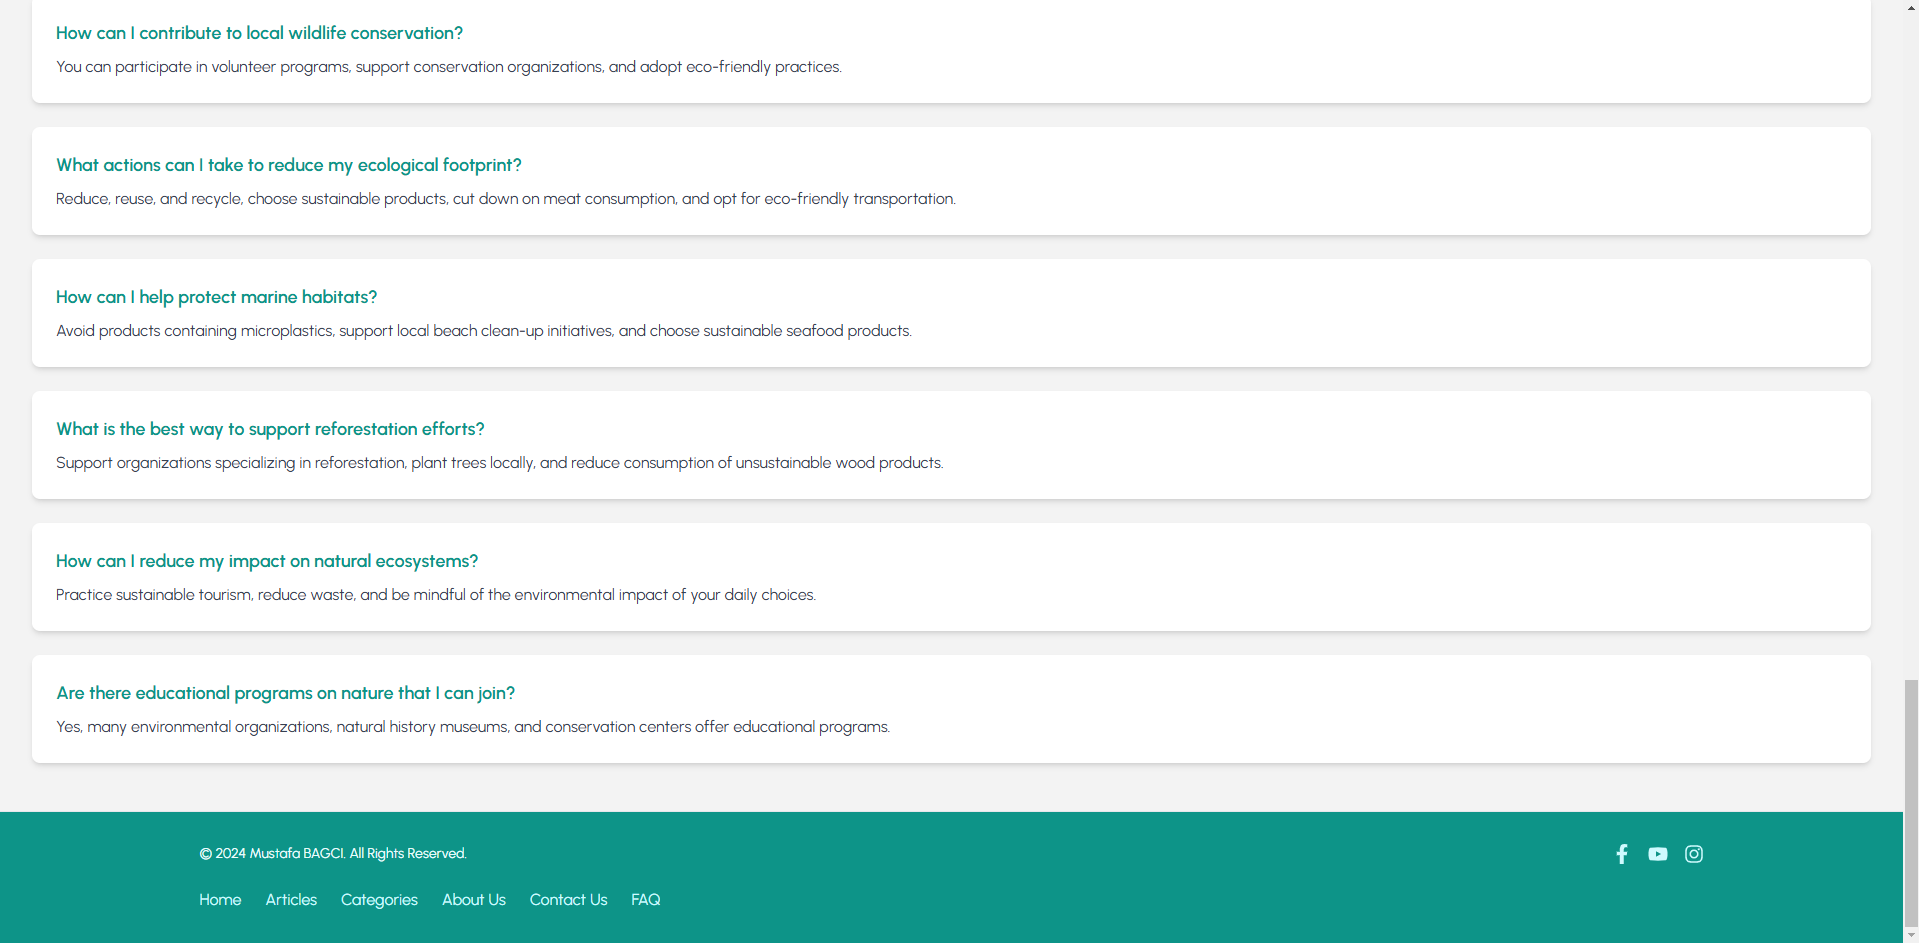 How can I contribute to local wildlife conservation?
You can participate in volunteer programs, support conservation organizations, and adopt eco-friendly practices.
What actions can I take to reduce my ecological footprint?
Reduce, reuse, and recycle, choose sustainable products, cut down on meat consumption, and opt for eco-friendly transportation.
How can I help protect marine habitats?
Avoid products containing microplastics, support local beach clean-up initiatives, and choose sustainable seafood products.
What is the best way to support reforestation efforts?
Support organizations specializing in reforestation, plant trees locally, and reduce consumption of unsustainable wood products.
How can I reduce my impact on natural ecosystems?
Practice sustainable tourism, reduce waste, and be mindful of the environmental impact of your daily choices.
Are there educational programs on nature that I can join?
Yes, many environmental organizations, natural history museums, and conservation centers offer educational programs.
© 2024 Mustafa BAGCI. All Rights Reserved.
Home Articles Categories About Us Contact Us FAQ